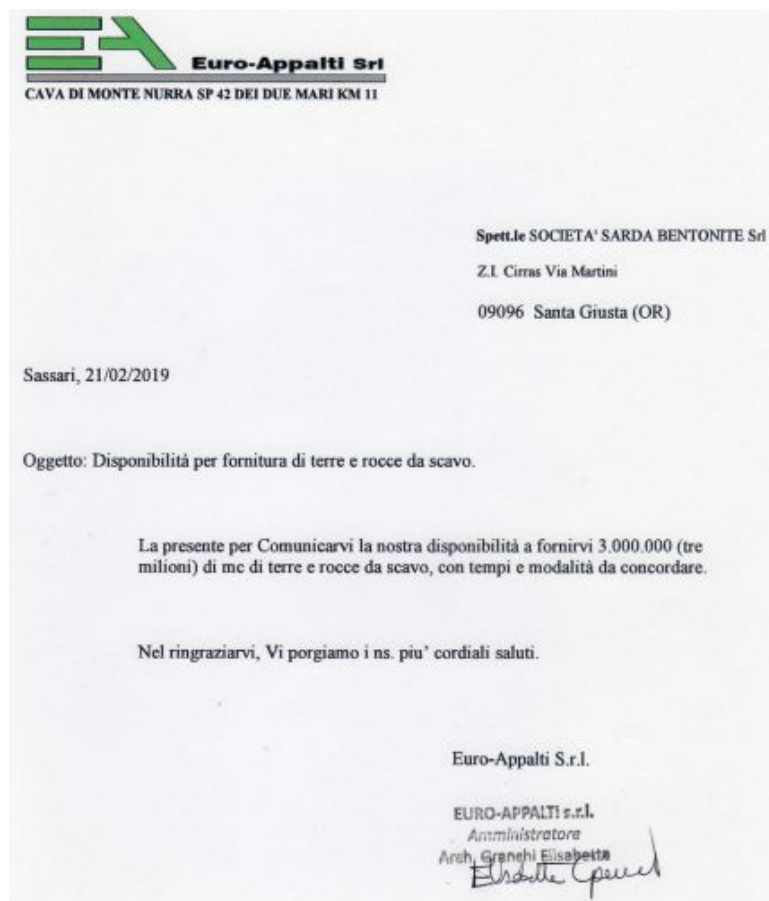 EA
Euro-Appalti Srl
CAVA DI MONTE NURRA SP 42 DEI DUE MARI KM 11
Spett.le SOCIETA' SARDA BENTONITE Srl
Z.I. Cirras Via Martini
09096 Santa Giusta (OR)
Sassari, 21/02/2019
Oggetto: Disponibilità per fornitura di terre e rocce da scavo.
La presente per Comunicarvi la nostra disponibilità a fornirvi 3.000.000 (tre
milioni) di mc di terre e rocce da scavo, con tempi e modalità da concordare.
Nel ringraziarvi, Vi porgiamo i ns. piu' cordiali saluti.
Euro-Appalti S.r.l.
EURO-APPALTI s.r.l.
Amministratore
Arch. Granchi Elisabetta
Elisabetta